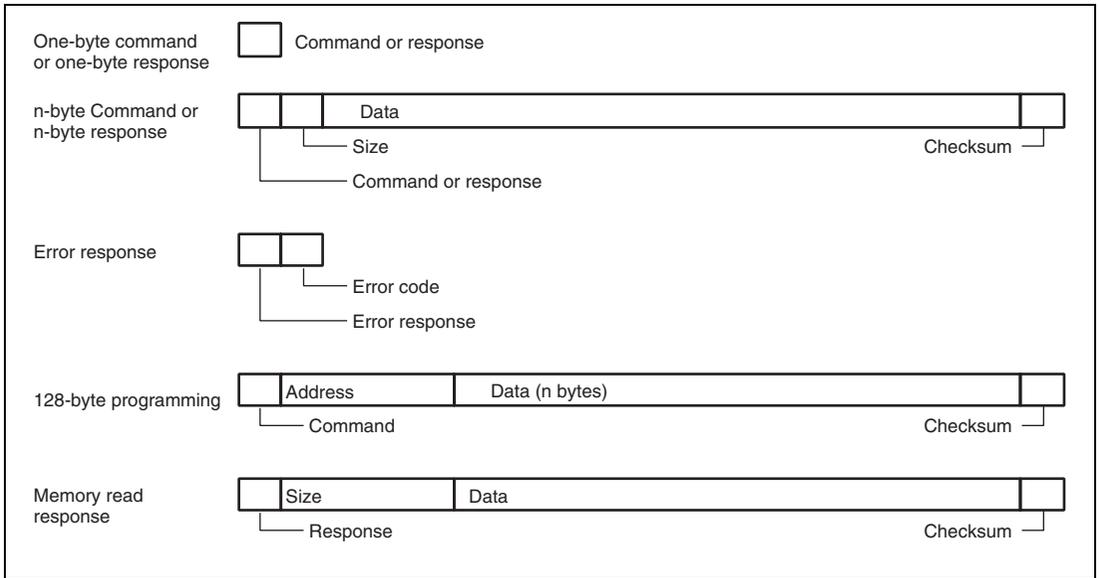 One-byte command
or one-byte response
Command or response
n-byte Command or
n-byte response
Data
Size
Checksum
Command or response
Error response
Error code
Error response
128-byte programming
Address
Data (n bytes)
Command
Checksum
Memory read
response
Size
Data
Response
Checksum